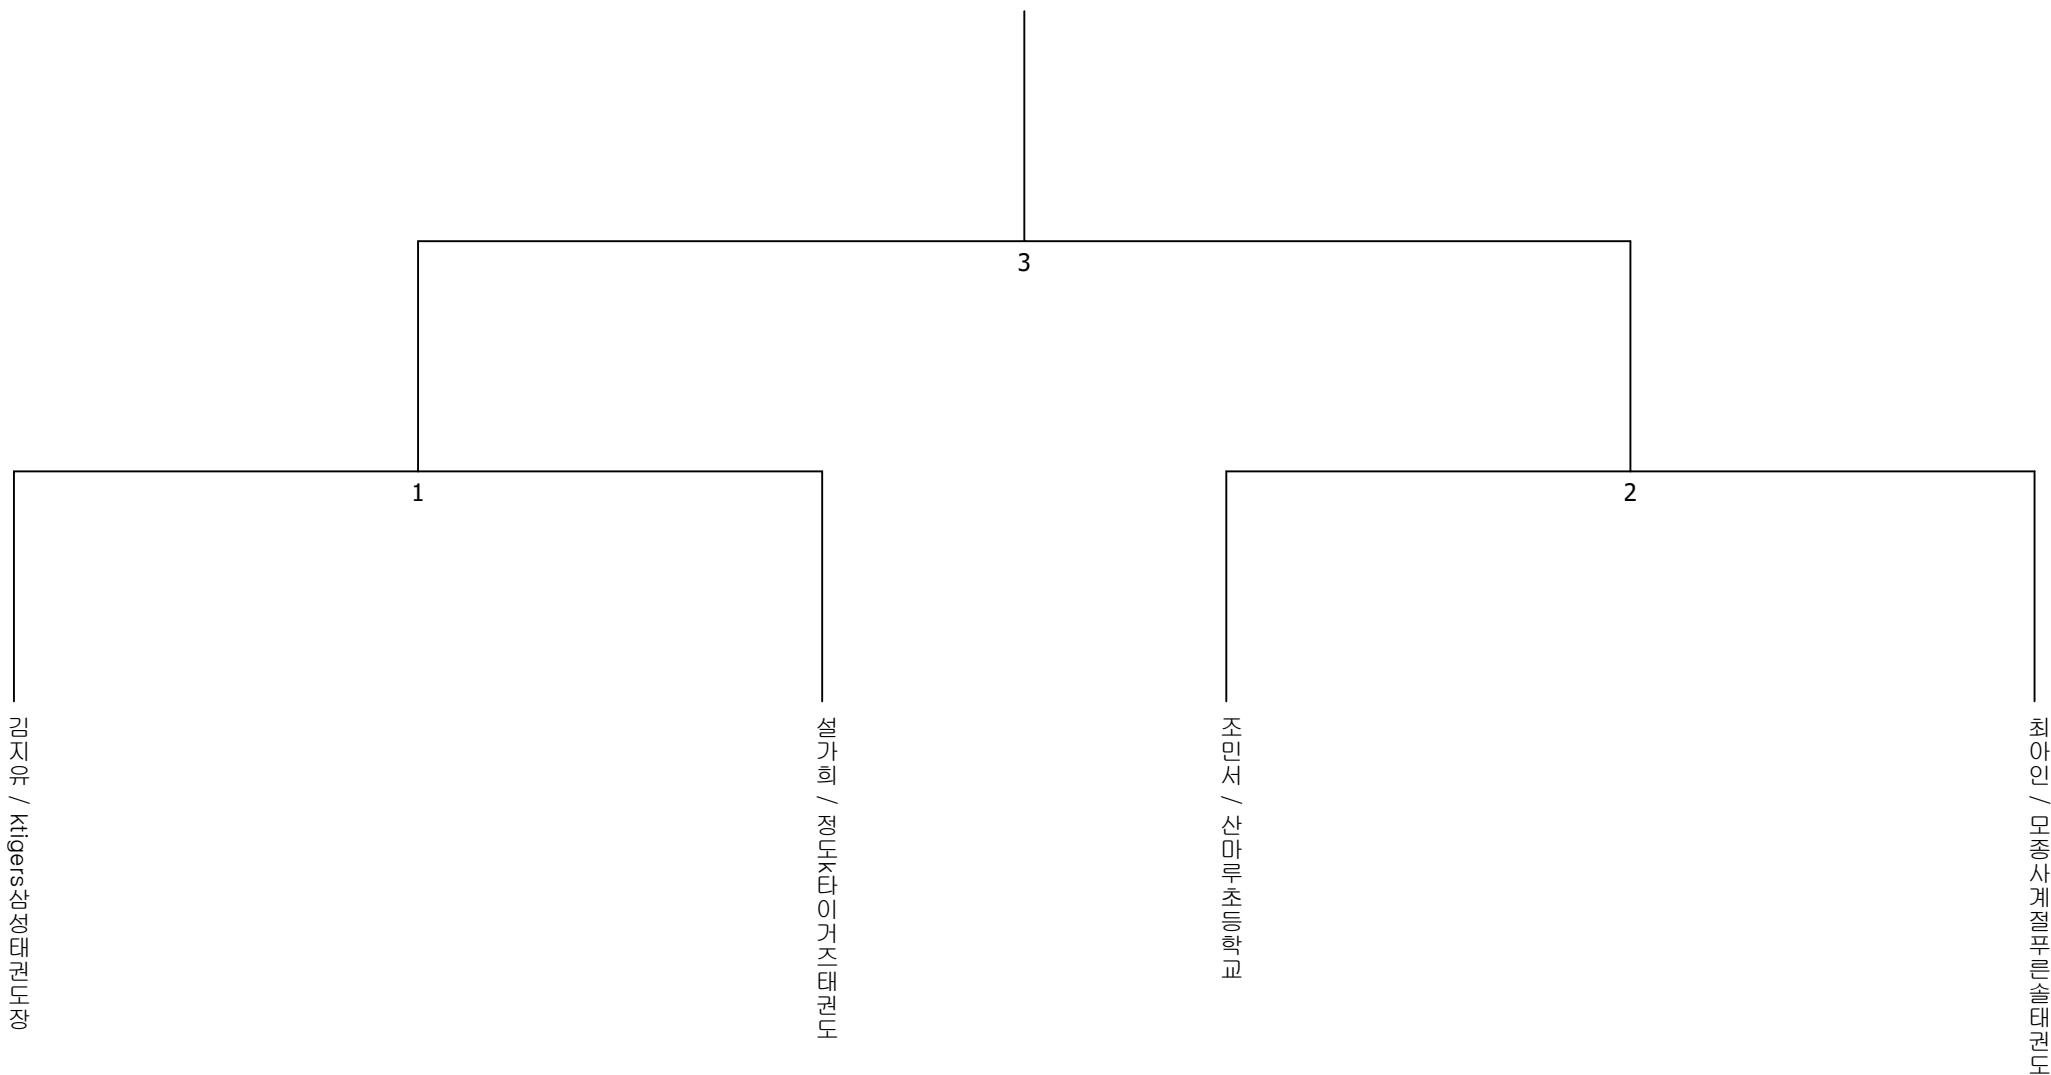 3
1
2
김지유 / ktigers삼성태권도장
설가희 / 정도k타이거즈태권도
조민서 / 산마루초등학교
최아인 / 모종사계절푸른솔태권도